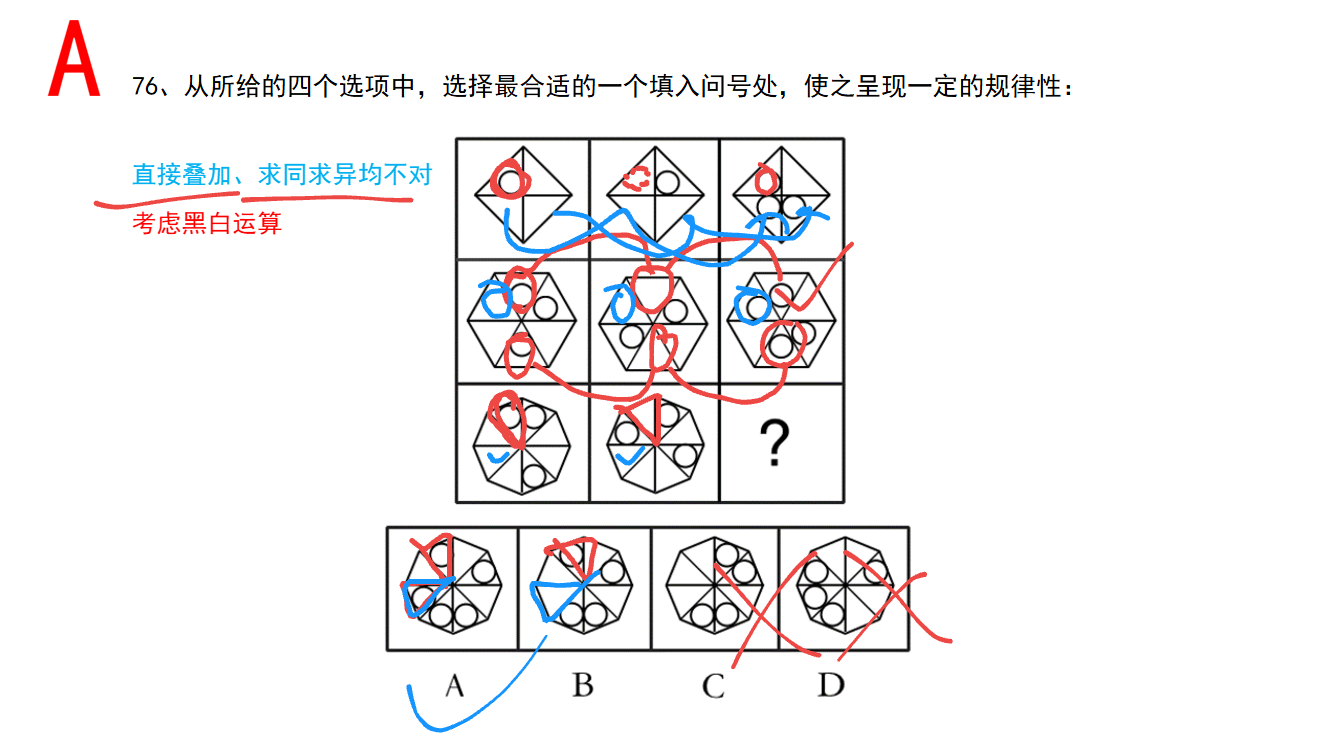 A
76、从所给的四个选项中，选择最合适的一个填入问号处，使之呈现一定的规律性：
直接叠加、求同求异均不对
考虑黑白运算
?
A B C D